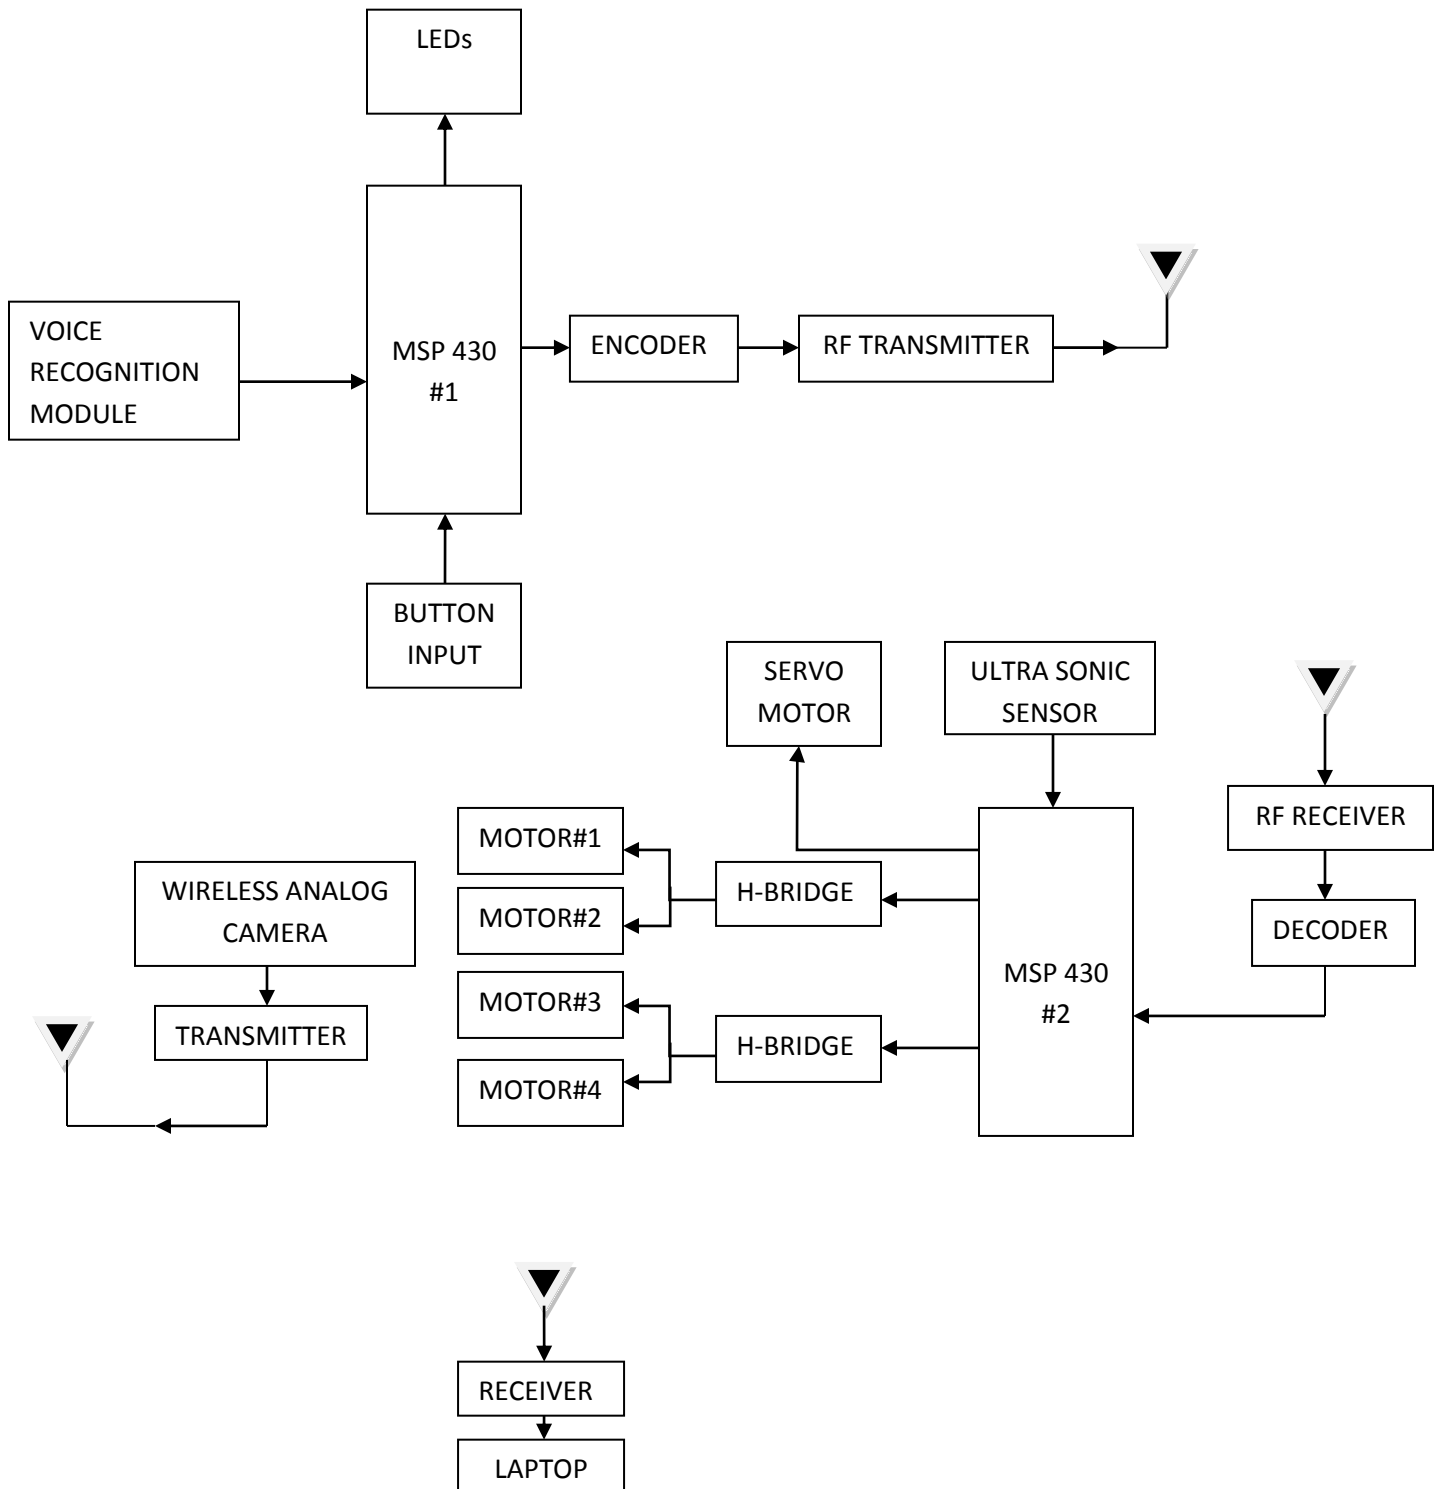 LEDs
VOICE
RECOGNITION
MODULE
MSP 430
#1
ENCODER
RF TRANSMITTER
BUTTON
INPUT
SERVO
MOTOR
ULTRA SONIC
SENSOR
RF RECEIVER
DECODER
MSP 430
#2
H-BRIDGE
H-BRIDGE
MOTOR#1
MOTOR#2
MOTOR#3
MOTOR#4
WIRELESS ANALOG
CAMERA
TRANSMITTER
RECEIVER
LAPTOP